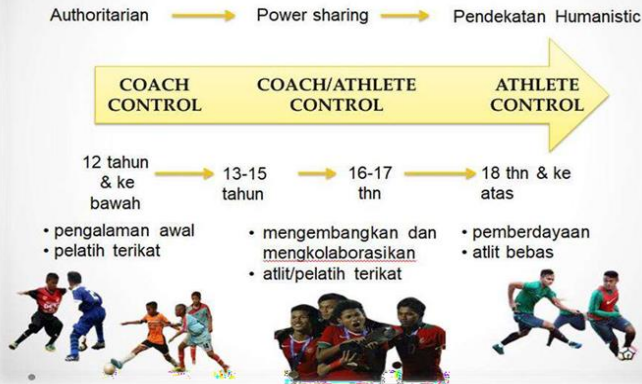 Authoritarian Power sharing Pendekatan Humanistic
COACH CONTROL
COACH/ATHLETE CONTROL
ATHLETE CONTROL
12 tahun
& ke
bawah
13-15
tahun
16-17
thn
18 thn & ke
atas
• pengalaman awal
• pelatih terikat
• mengembangkan dan
mengkolaborasikan
• atlit/pelatih terikat
• pemberdayaan
• atlit bebas